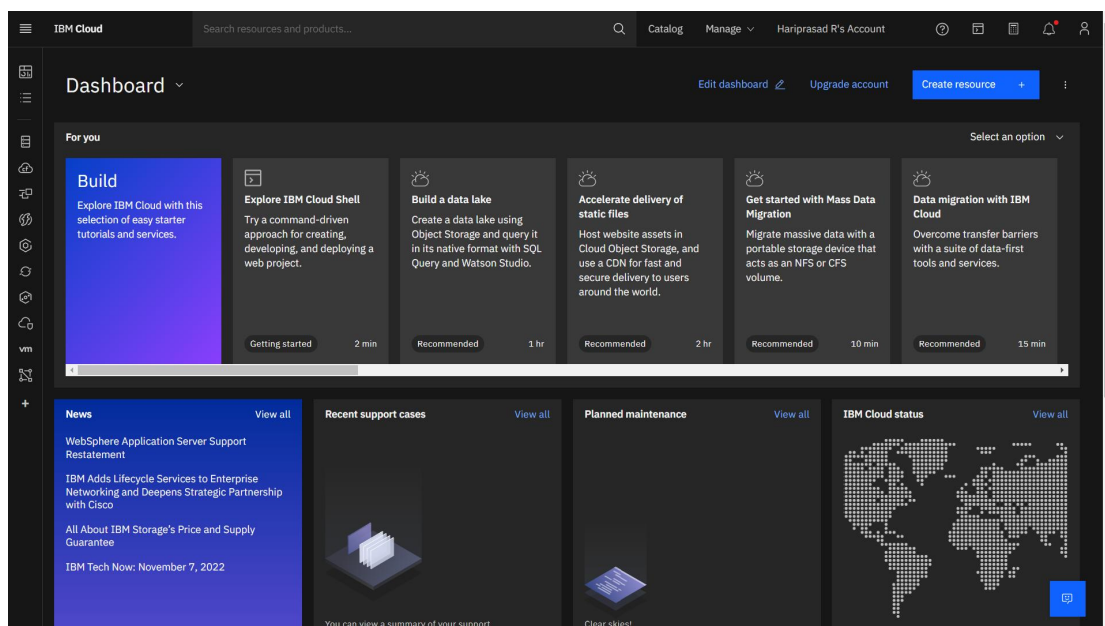 IBM Cloud
Search resources and products...
Catalog
Manage
Hariprasad R's Account
Dashboard
Edit dashboard
Upgrade account
Create resource +
For you
Select an option
Build
Explore IBM Cloud with this
selection of easy starter
tutorials and services.
Explore IBM Cloud Shell
Try a command-driven
approach for creating,
developing, and deploying a
web project.
Getting started
2 min
Build a data lake
Create a data lake using
Object Storage and query it
in its native format with SQL
Query and Watson Studio.
Recommended
1 hr
Accelerate delivery of
static files
Host website assets in
Cloud Object Storage, and
use a CDN for fast and
secure delivery to users
around the world.
Recommended
2 hr
Get started with Mass Data
Migration
Migrate massive data with a
portable storage device that
acts as an NFS or CFS
volume.
Recommended
10 min
Data migration with IBM
Cloud
Overcome transfer barriers
with a suite of data-first
tools and services.
Recommended
15 min
vm
News
View all
WebSphere Application Server Support
Restatement
IBM Adds Lifecycle Services to Enterprise
Networking and Deepens Strategic Partnership
with Cisco
All About IBM Storage's Price and Supply
Guarantee
IBM Tech Now: November 7, 2022
Recent support cases
View all
You can view a summary of your support
Planned maintenance
View all
Clear skies!
IBM Cloud status
View all